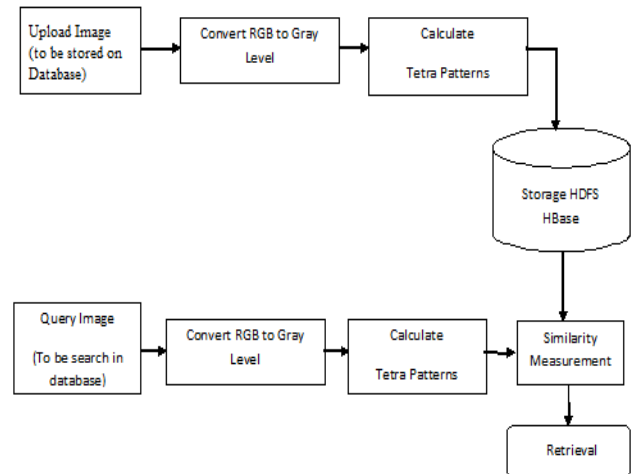 Upload Image
(to be stored on
Database)
Convert RGB to Gray
Level
Calculate
Tetra Patterns
Storage HDFS
HBase
Query Image
(To be search in
database)
Convert RGB to Gray
Level
Calculate
Tetra Patterns
Similarity
Measurement
Retrieval